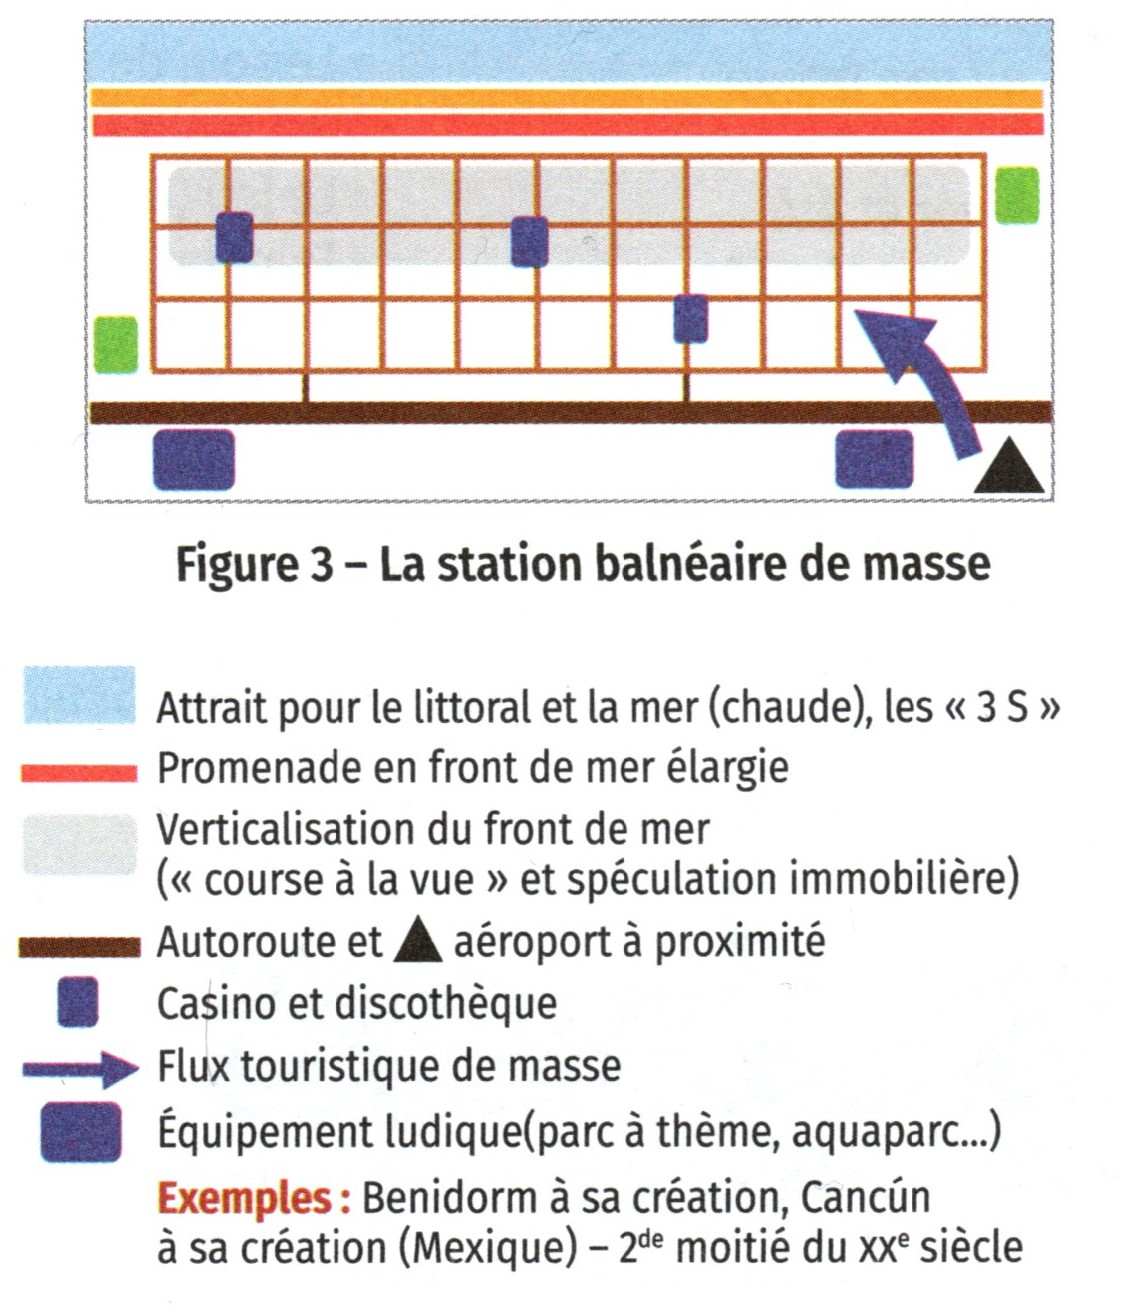 Figure 3 – La station balnéaire de masse
Attrait pour le littoral et la mer (chaude), les « 3 S »
Promenade en front de mer élargie
Verticalisation du front de mer
(« course à la vue » et spéculation immobilière)
Autoroute et aéroport à proximité
Casino et discothèque
Flux touristique de masse
Équipement ludique(parc à thème, aquaparc...)
Exemples : Benidorm à sa création, Cancún
à sa création (Mexique) – 2de moitié du xxe siècle